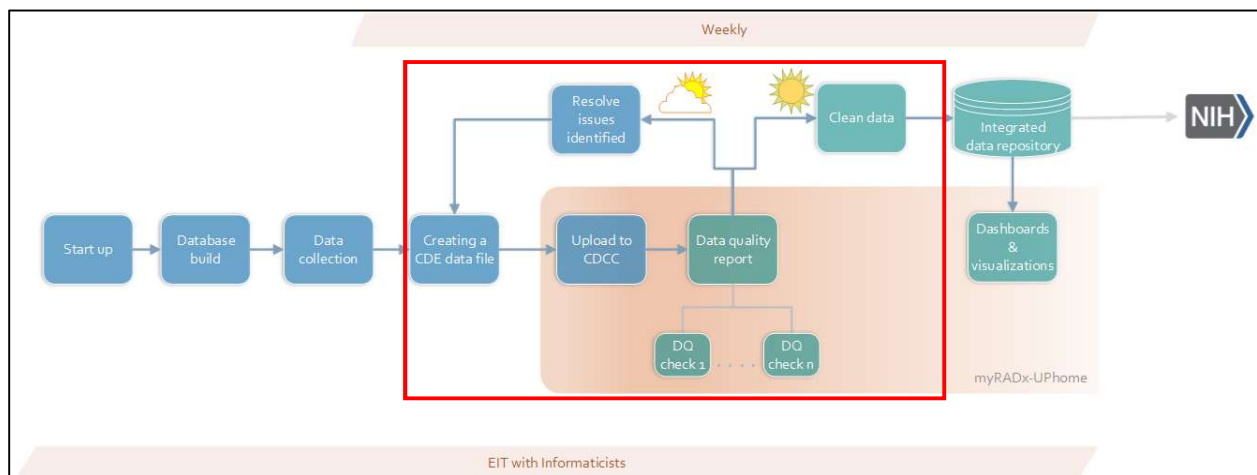 Weekly
Resolve
issues
identified
Clean data
Integrated
data repository
NIH
Start up
Database
build
Data
collection
Creating a
CDE data file
Upload to
CDCC
Data quality
report
Dashboards
&
visualizations
DQ
check 1
. . . .
DQ
check n
myRADx-UPhome
EIT with Informaticists